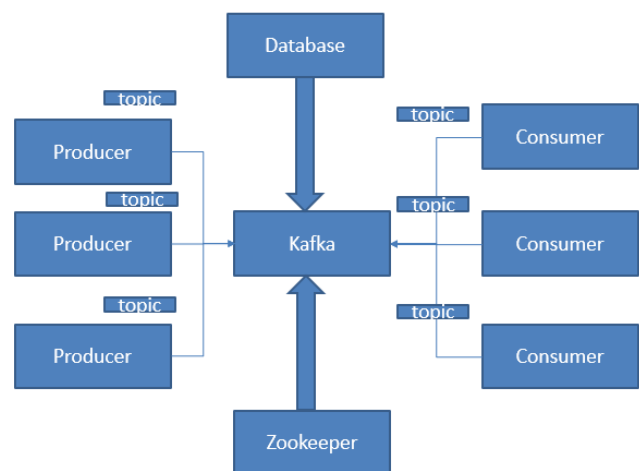 Database
topic
topic
Producer
Consumer
topic
topic
Producer
Kafka
Consumer
topic
topic
Producer
Consumer
Zookeeper